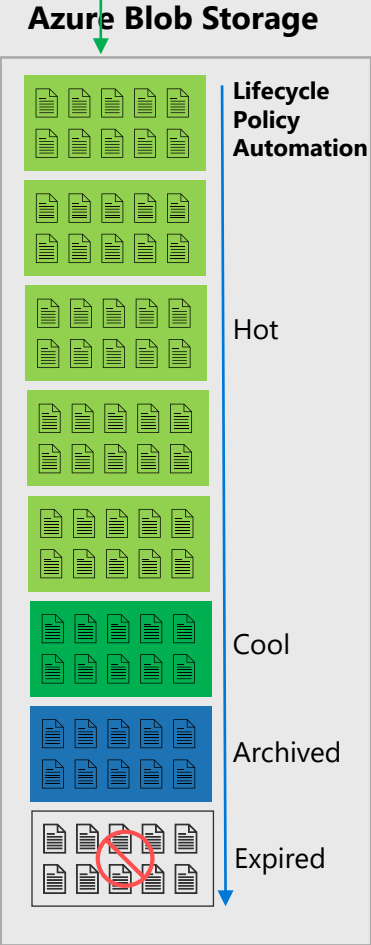 Azure Blob Storage
Lifecycle
Policy
Automation
Hot
Cool
Archived
Expired